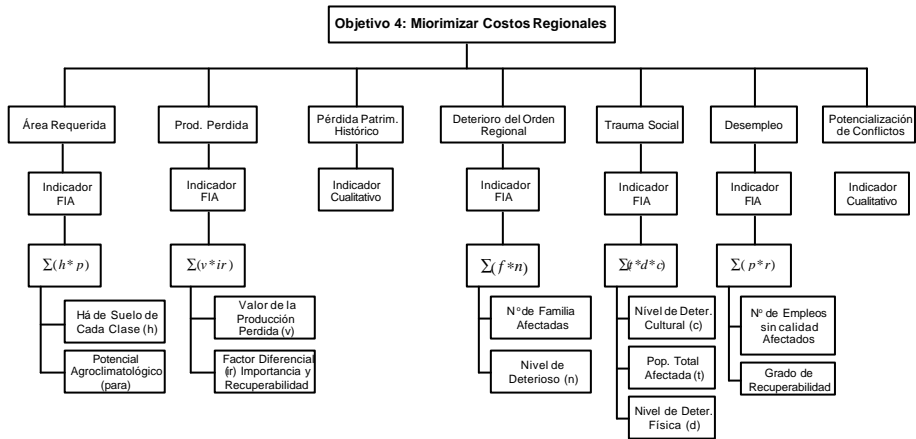 Objetivo 4: Miorimizar Costos Regionales
Área Requerida
Prod. Perdida
Pérdida Patrim.
Histórico
Deterioro del Orden
Regional
Trauma Social
Desempleo
Potencialización
de Conflictos
Indicador
FIA
Indicador
FIA
Indicador
Cualitativo
Indicador
FIA
Indicador
FIA
Indicador
FIA
Indicador
Cualitativo
∑(h* p)
∑(v* ir)
∑(f *n)
∑(t *d* c)
∑( p*r)
Há de Suelo de
Cada Clase (h)
Potencial
Agroclimatológico
(para)
Valor de la
Producción
Perdida (v)
Factor Diferencial
(ir) Importancia y
Recuperabilidad
Nº de Familia
Afectadas
Nivel de
Deterioso (n)
Nível de Deter.
Cultural (c)
Pop. Total
Afectada (t)
Nivel de Deter.
Física (d)
Nº de Empleos
sin calidad
Afectados
Grado de
Recuperabilidad